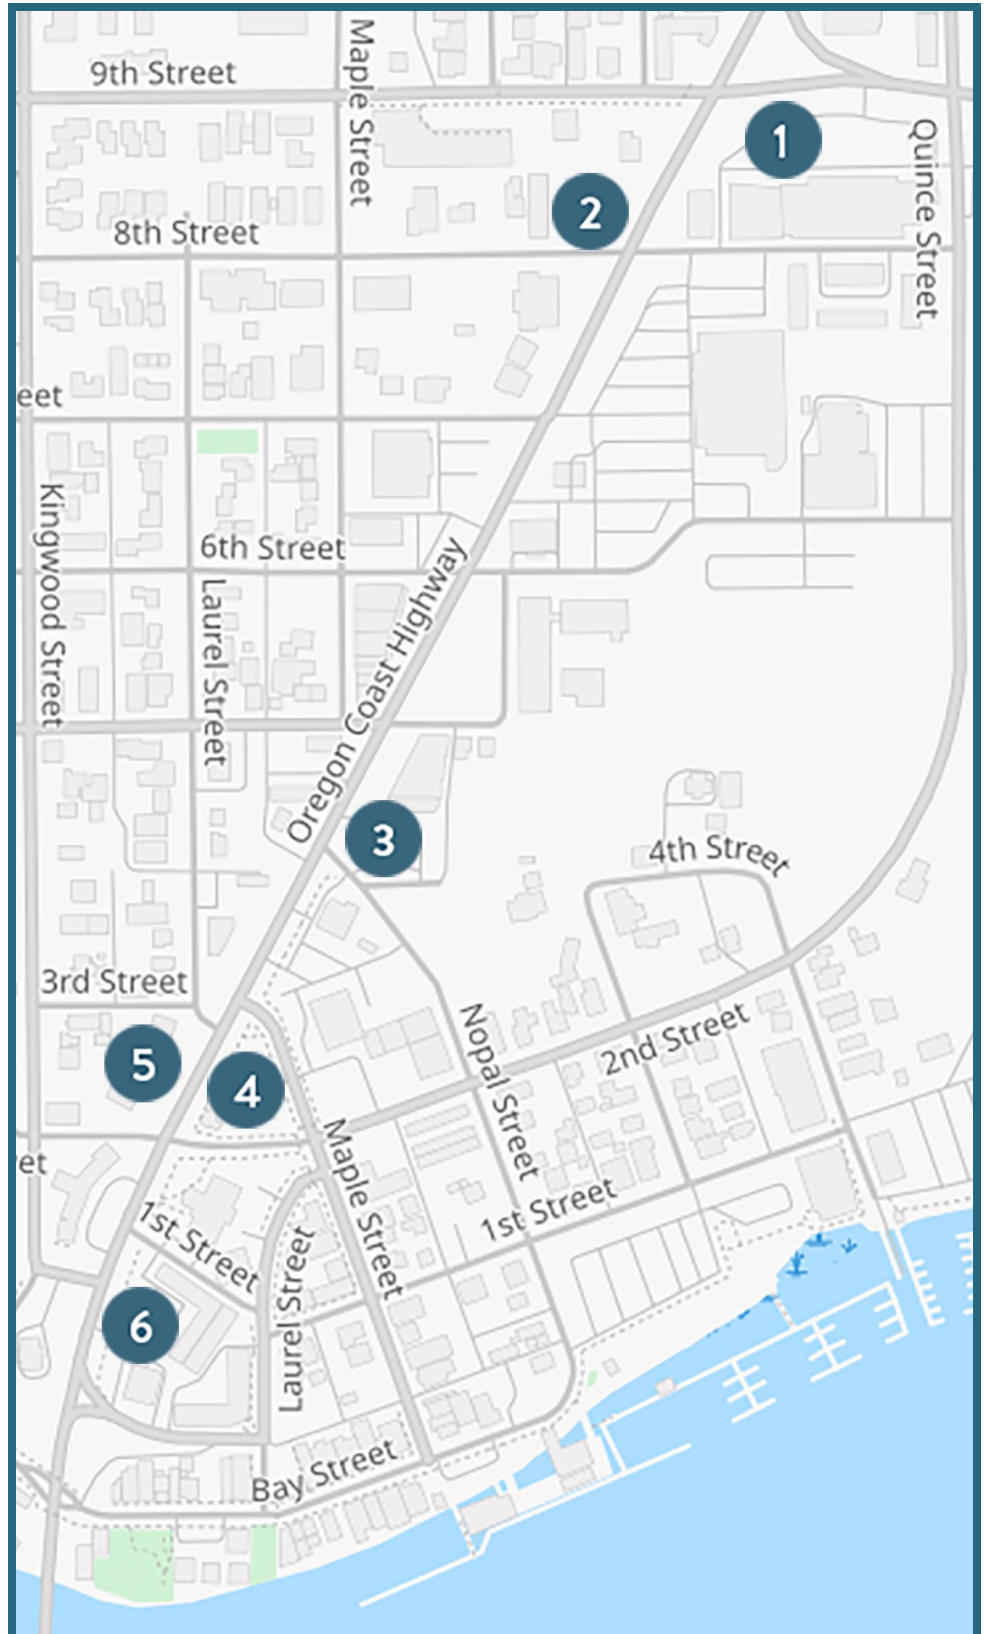 Maple Street
9th Street
1
Quince Street
2
8th Street
eet
Kingwood Street
6th Street
Oregon Coast Highway
Laurel Street
3
4th Street
3rd Street
Nopal Street
2nd Street
5
4
Maple Street
et
1st Street
1st Street
Laurel Street
6
Bay Street